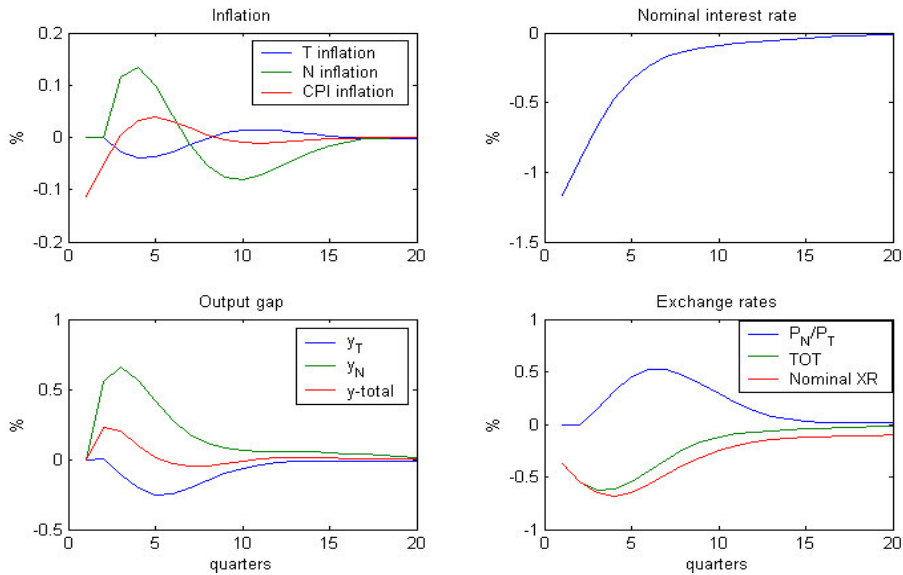 Inflation
0.2
0.1
0
-0.1
-0.2
%
T inflation
N inflation
CPI inflation
0 5 10 15 20
Nominal interest rate
0
-0.5
-1
-1.5
%
0 5 10 15 20
Output gap
1
0.5
0
-0.5
%
y_T
y_N
y-total
0 5 10 15 20
quarters
Exchange rates
1
0.5
0
-0.5
-1
%
P_N/P_T
TOT
Nominal XR
0 5 10 15 20
quarters